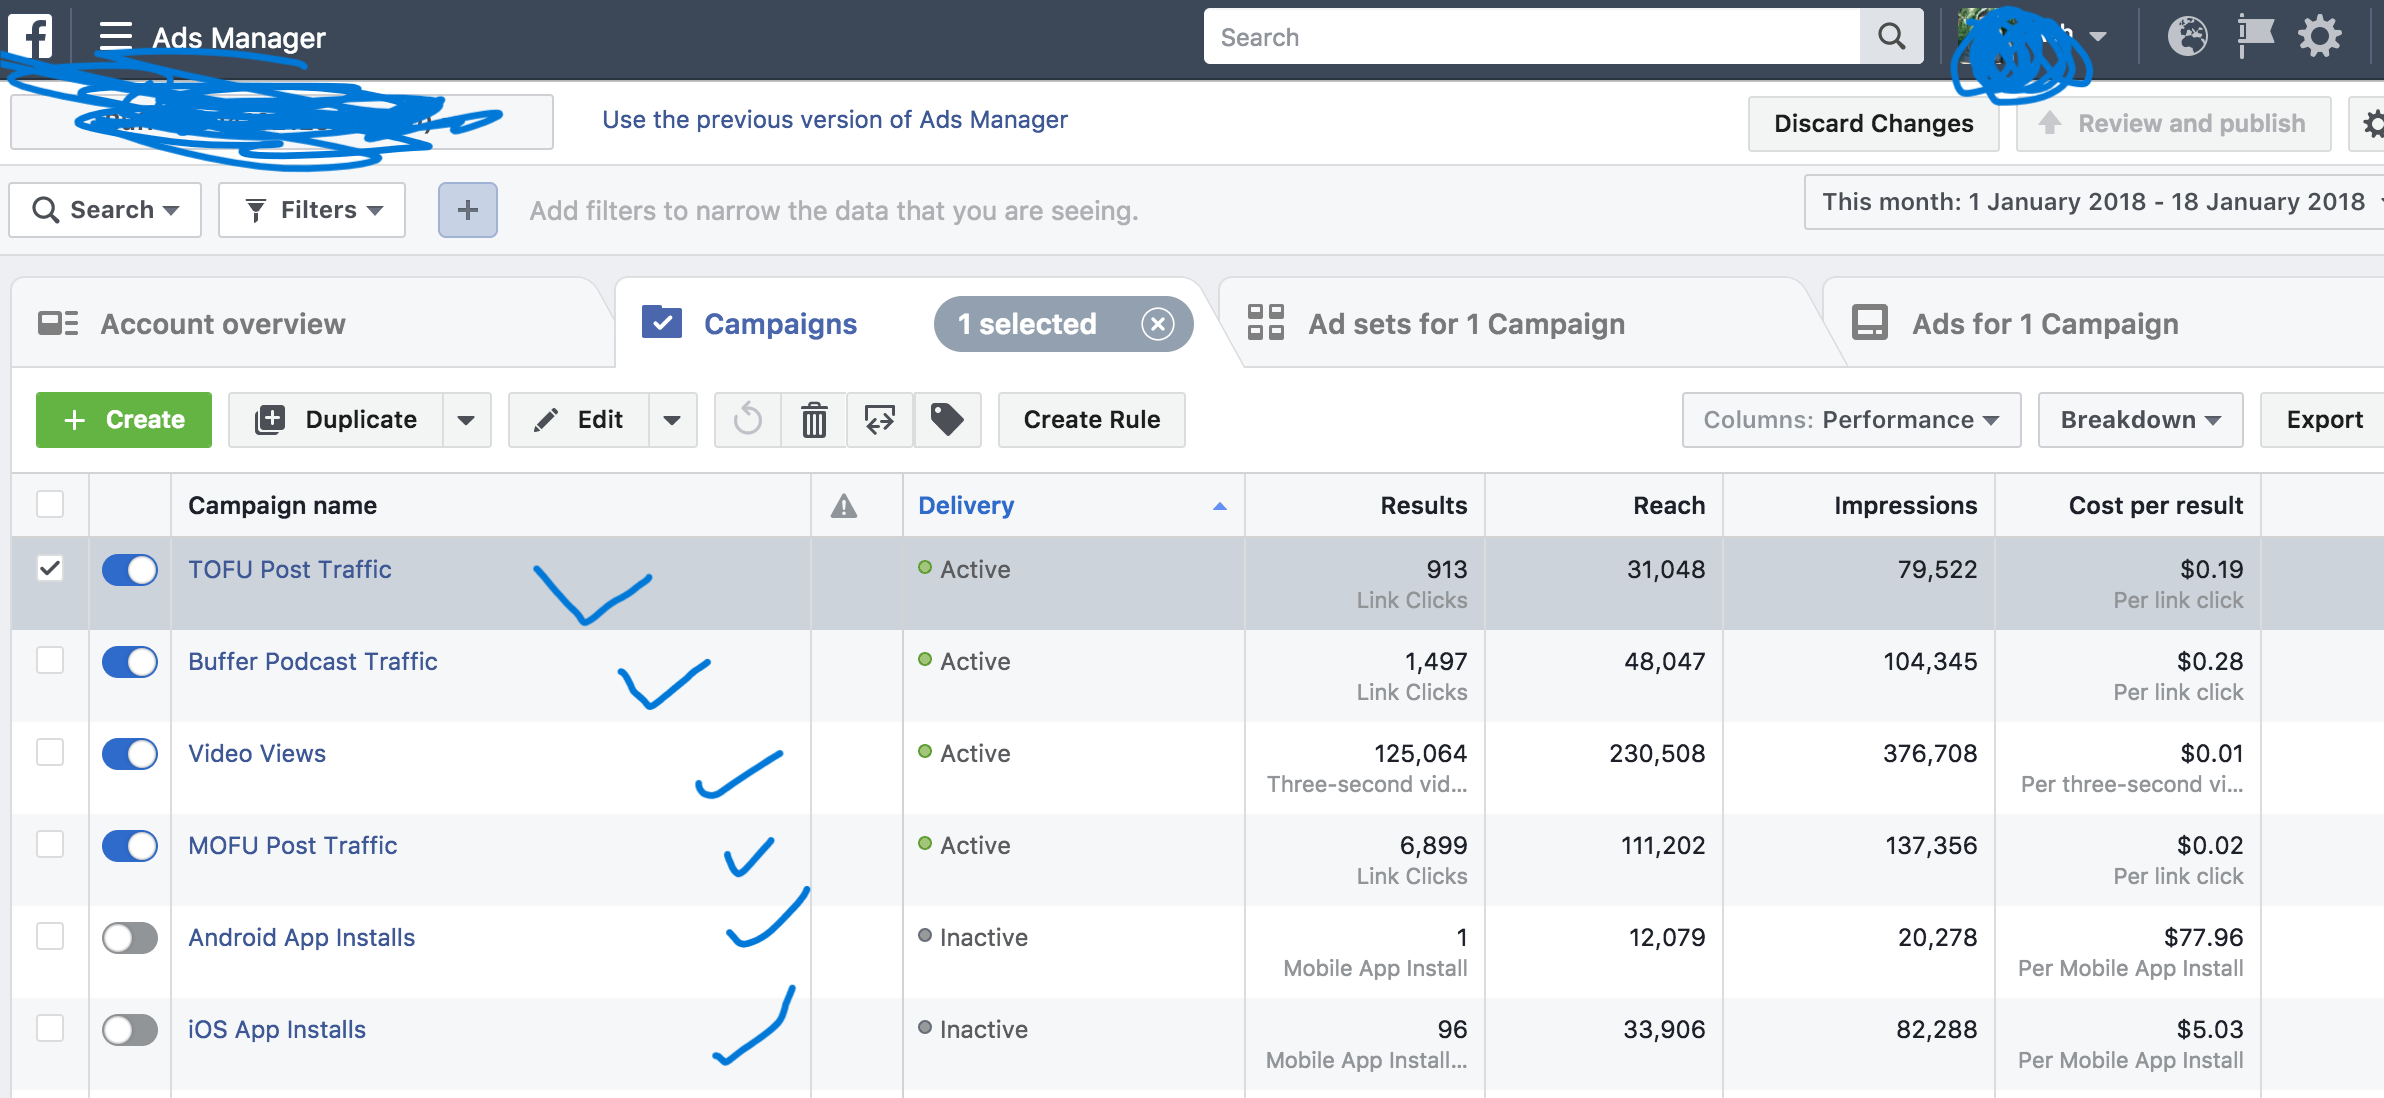 Ads Manager
Search
Use the previous version of Ads Manager
Discard Changes
Review and publish
Search
Filters
+
Add filters to narrow the data that you are seeing.
This month: 1 January 2018 - 18 January 2018
Account overview
Campaigns
1 selected
Ad sets for 1 Campaign
Ads for 1 Campaign
+ Create
Duplicate
Edit
Create Rule
Columns: Performance
Breakdown
Export
Campaign name Delivery Results Reach Impressions Cost per result
TOFU Post Traffic Active 913 31,048 79,522 $0.19
Link Clicks Per link click
Buffer Podcast Traffic Active 1,497 48,047 104,345 $0.28
Link Clicks Per link click
Video Views Active 125,064 230,508 376,708 $0.01
Three-second vid... Per three-second vi...
MOFU Post Traffic Active 6,899 111,202 137,356 $0.02
Link Clicks Per link click
Android App Installs Inactive 1 12,079 20,278 $77.96
Mobile App Install Per Mobile App Install
iOS App Installs Inactive 96 33,906 82,288 $5.03
Mobile App Install... Per Mobile App Install